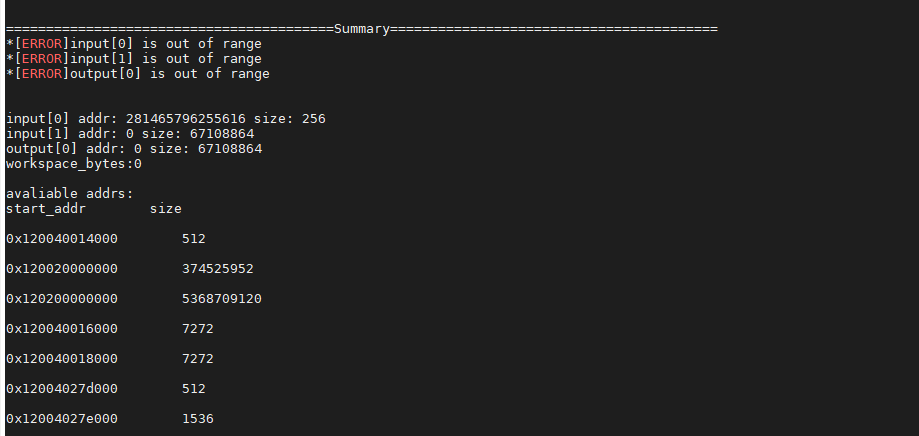 =========================================Summary=========================================
*[ERROR]input[0] is out of range
*[ERROR]input[1] is out of range
*[ERROR]output[0] is out of range
input[0] addr: 281465796255616 size: 256
input[1] addr: 0 size: 67108864
output[0] addr: 0 size: 67108864
workspace_bytes:0
avaliable addrs:
start_addr        size
0x120040014000        512
0x120020000000        374525952
0x120200000000        5368709120
0x120040016000        7272
0x120040018000        7272
0x12004027d000        512
0x12004027e000        1536